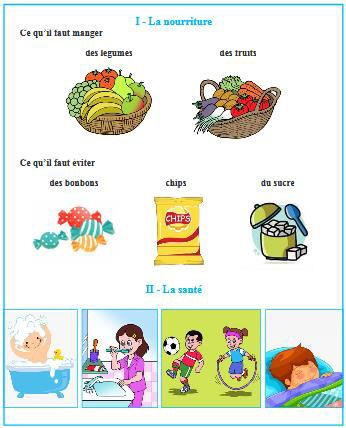 I - La nourriture
Ce qu'il faut manger
des légumes des fruits
Ce qu'il faut éviter
des bonbons chips du sucre
CHIPS
II - La santé